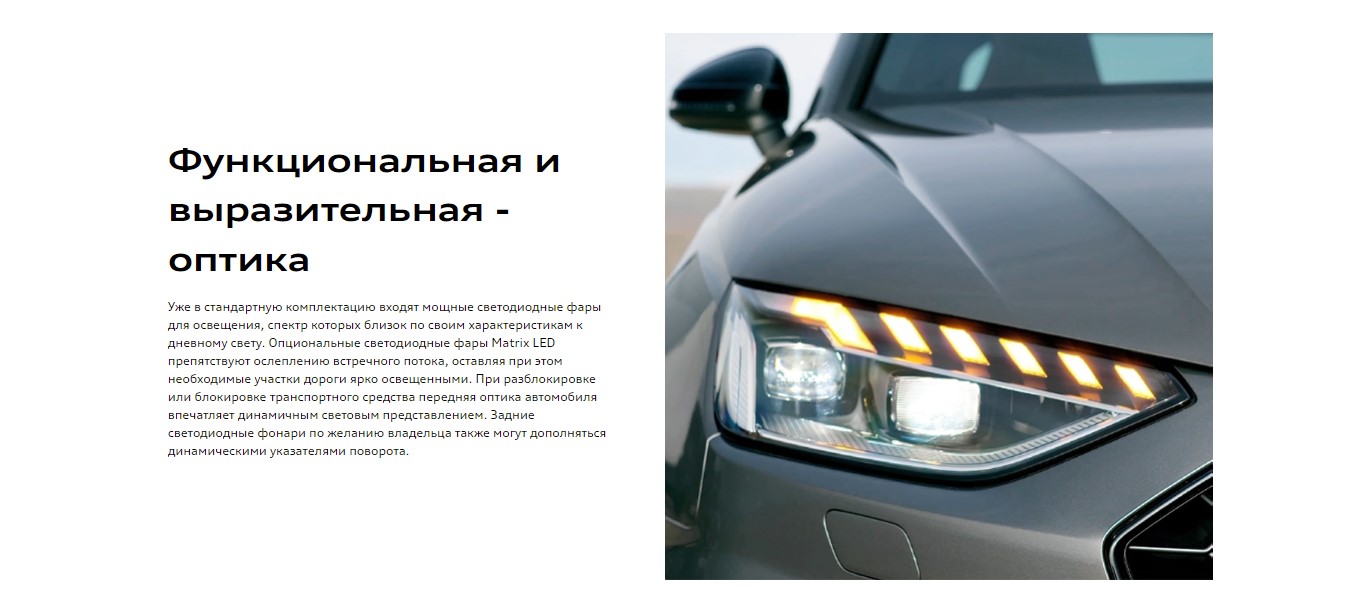 Функциональная и
выразительная -
оптика
Уже в стандартную комплектацию входят мощные светодиодные фары
для освещения, спектр которых близок по своим характеристикам к
дневному свету. Опциональные светодиодные фары Matrix LED
препятствуют ослеплению встречного потока, оставляя при этом
необходимые участки дороги ярко освещенными. При разблокировке
или блокировке транспортного средства передняя оптика автомобиля
впечатляет динамичным световым представлением. Задние
светодиодные фонари по желанию владельца также могут дополняться
динамическими указателями поворота.